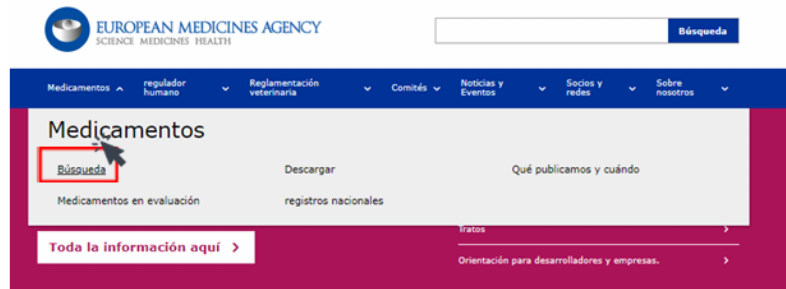 EUROPEAN MEDICINES AGENCY
SCIENCE MEDICINES HEALTH
Búsqueda
Medicamentos
regulador humano
Reglamentación veterinaria
Comités
Noticias y Eventos
Socios y redes
Sobre nosotros
Medicamentos
Búsqueda
Descargar
Qué publicamos y cuándo
Medicamentos en evaluación
registros nacionales
Tratos
Toda la información aquí
Orientación para desarrolladores y empresas.